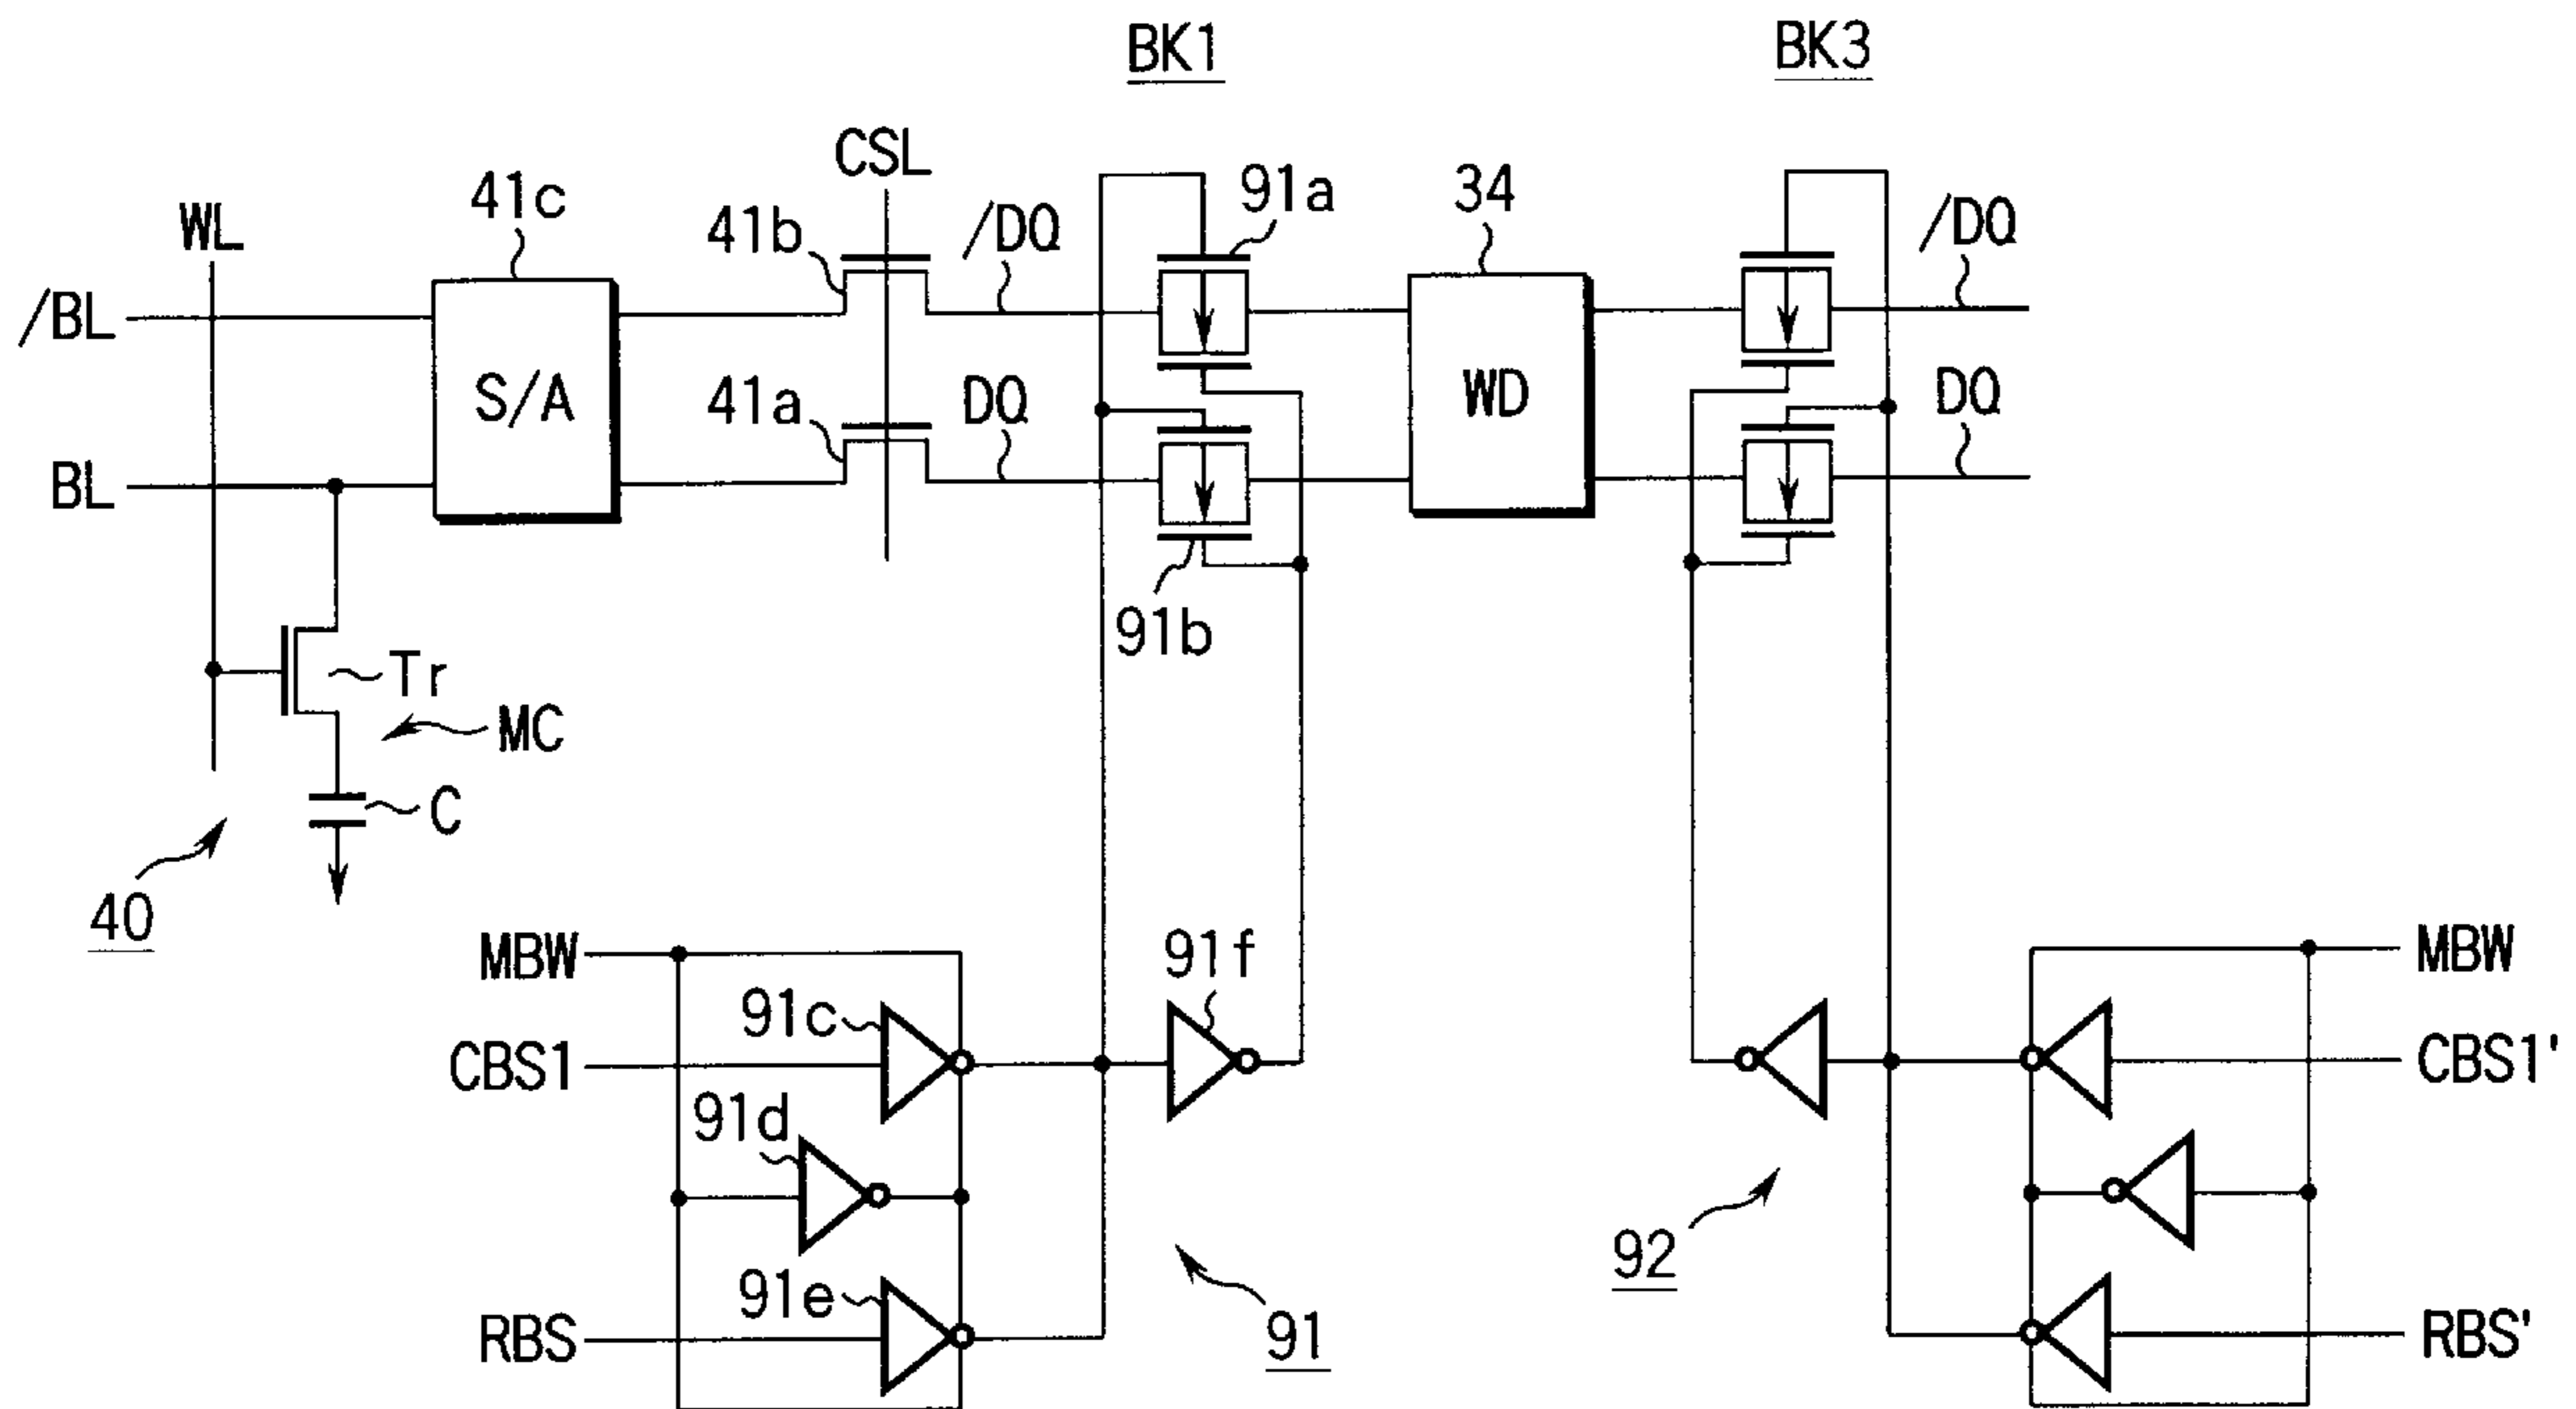 BK1
BK3
CSL
41c
91a
34
WL
41b
/DQ
/DQ
/BL
S/A
41a
DQ
WD
DQ
BL
91b
Tr
MC
C
40
MBW
91f
MBW
91c
CBS1
CBS1'
91d
92
91e
RBS
91
RBS'